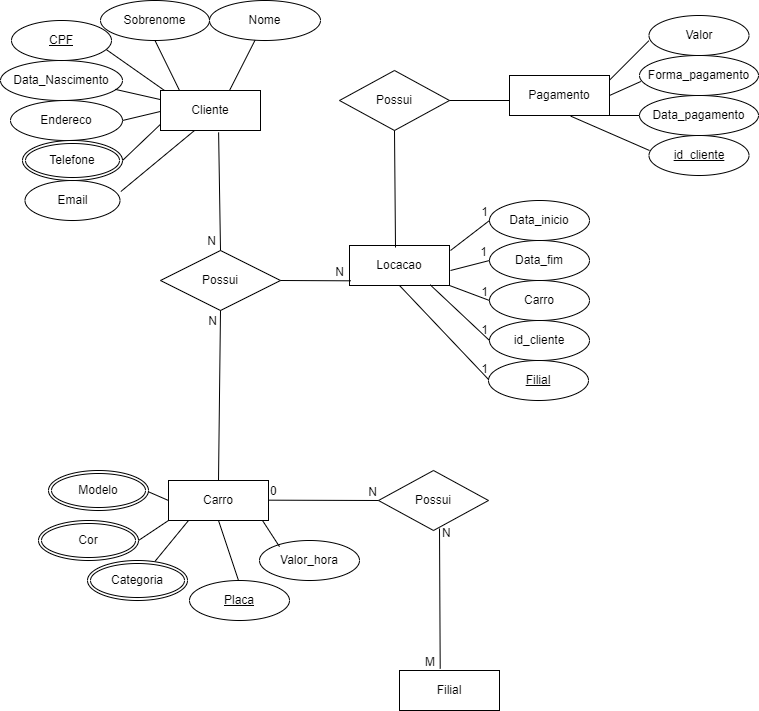 Sobrenome
Nome
CPF
Data_Nascimento
Endereco
Telefone
Email
Cliente
Possui
Pagamento
Valor
Forma_pagamento
Data_pagamento
id_cliente
N
Possui
N
N
Locacao
1
Data_inicio
1
Data_fim
1
Carro
1
id_cliente
1
Filial
Modelo
Cor
Categoria
Placa
Valor_hora
Carro
0
N
Possui
N
M
Filial